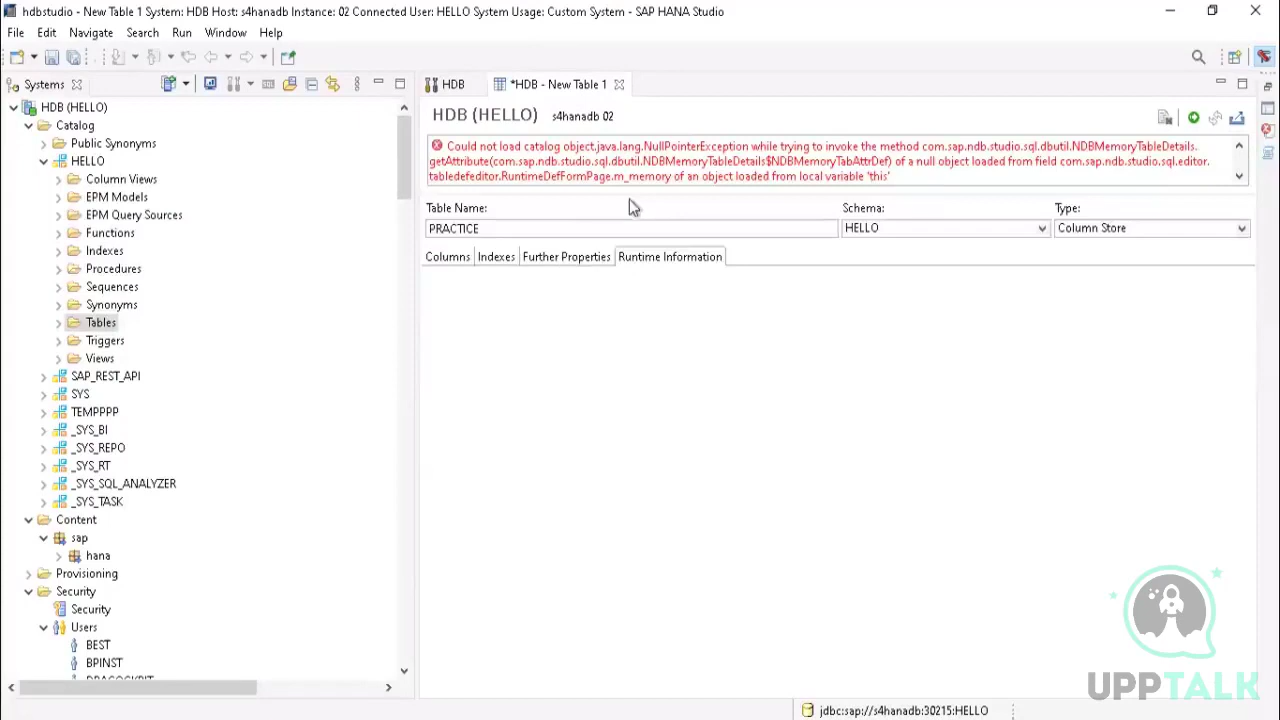 hdbstudio - New Table 1 System: HDB Host: s4hanadb Instance: 02 Connected User: HELLO System Usage: Custom System - SAP HANA Studio
File Edit Navigate Search Run Window Help
Systems
HDB (HELLO)
Catalog
Public Synonyms
HELLO
Column Views
EPM Models
EPM Query Sources
Functions
Indexes
Procedures
Sequences
Synonyms
Tables
Triggers
Views
SAP_REST_API
SYS
TEMPPPP
_SYS_BI
_SYS_REPO
_SYS_RT
_SYS_SQL_ANALYZER
_SYS_TASK
Content
sap
hana
Provisioning
Security
Security
Users
BEST
BPINST
HDB *HDB - New Table 1
HDB (HELLO) s4hanadb 02
Could not load catalog object.java.lang.NullPointerException while trying to invoke the method com.sap.ndb.studio.sql.dbutil.NDBMemoryTableDetails.
getAttribute(com.sap.ndb.studio.sql.dbutil.NDBMemoryTableDetails$NDBMemoryTabAttrDef) of a null object loaded from field com.sap.ndb.studio.sql.editor.
tabledefeditor.RuntimeDefFormPage.m_memory of an object loaded from local variable 'this'
Table Name: Schema: Type:
PRACTICE HELLO Column Store
Columns Indexes Further Properties Runtime Information
UPPTALK
jdbc:sap://s4hanadb:30215:HELLO